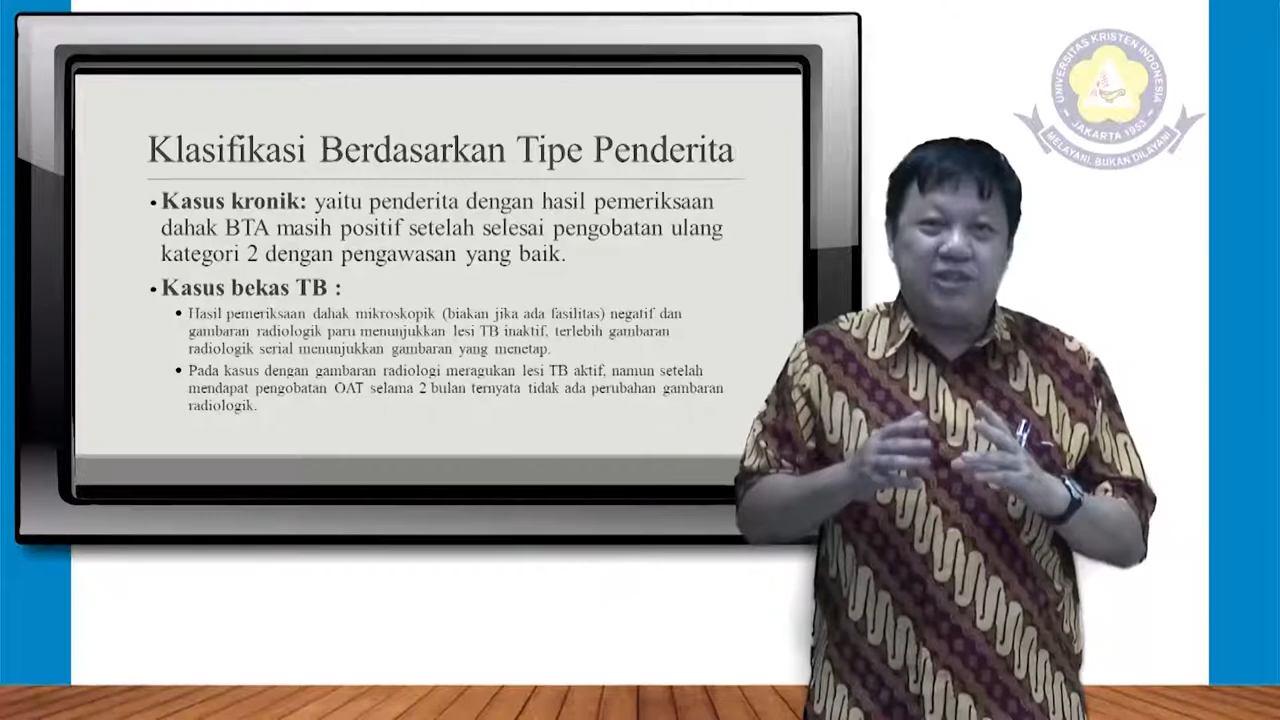 Klasifikasi Berdasarkan Tipe Penderita
• Kasus kronik: yaitu penderita dengan hasil pemeriksaan
dahak BTA masih positif setelah selesai pengobatan ulang
kategori 2 dengan pengawasan yang baik.
• Kasus bekas TB :
• Hasil pemeriksaan dahak mikroskopik (biakan jika ada fasilitas) negatif dan
gambaran radiologik paru menunjukkan lesi TB inaktif, terlebih gambaran
radiologik serial menunjukkan gambaran yang menetap.
• Pada kasus dengan gambaran radiologi meragukan lesi TB aktif, namun setelah
mendapat pengobatan OAT selama 2 bulan ternyata tidak ada perubahan gambaran
radiologik.
UNIVERSITAS KRISTEN INDONESIA
- JAKARTA 1953 -
MELAYANI, BUKAN DILAYANI